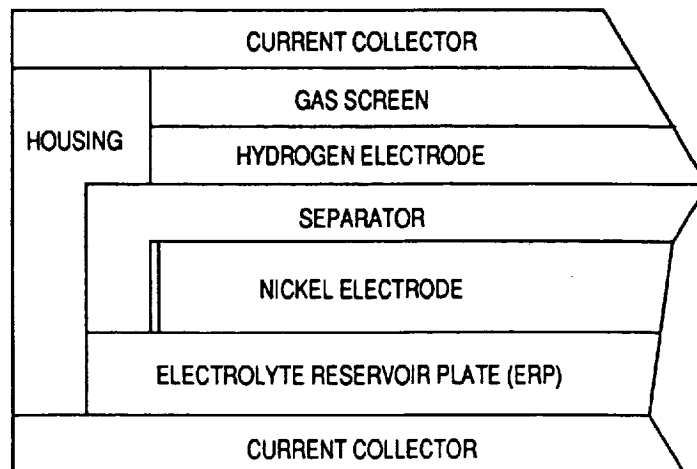 CURRENT COLLECTOR
GAS SCREEN
HOUSING
HYDROGEN ELECTRODE
SEPARATOR
NICKEL ELECTRODE
ELECTROLYTE RESERVOIR PLATE (ERP)
CURRENT COLLECTOR